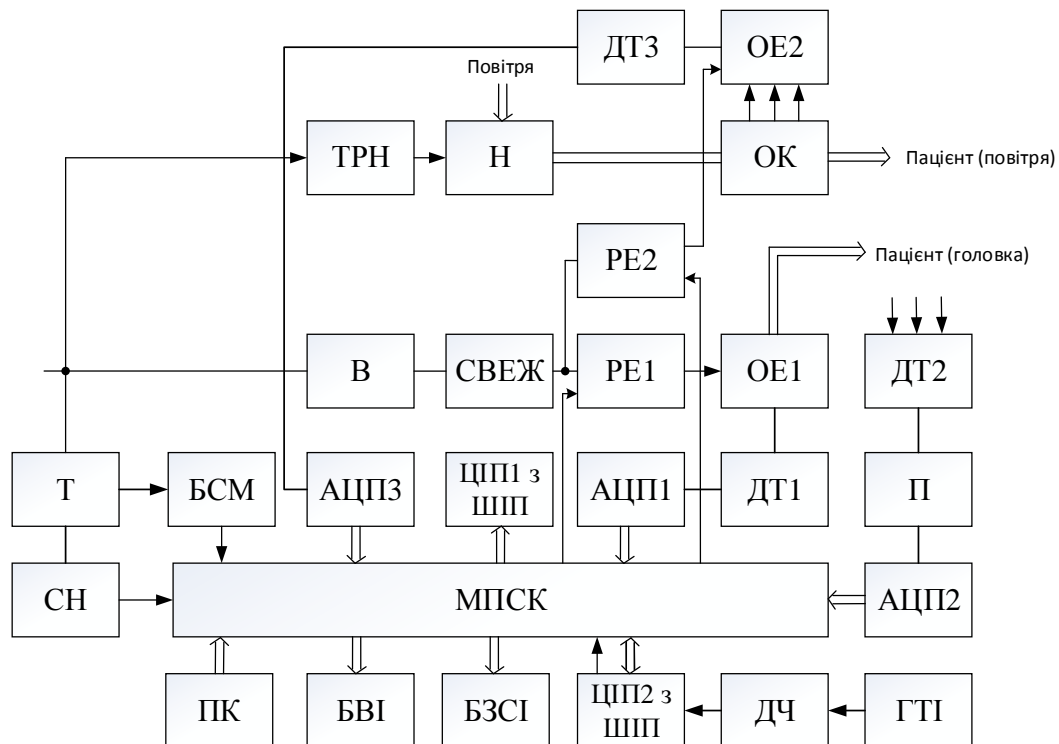 ДТ3
ОЕ2
Повітря
ТРН
Н
ОК
Пацієнт (повітря)
РЕ2
Пацієнт (головка)
В
СВЕЖ
РЕ1
ОЕ1
ДТ2
Т
БСМ
АЦП3
ЦІП1 з
ШІП
АЦП1
ДТ1
П
СН
МПСК
АЦП2
ПК
БВІ
БЗСІ
ЦІП2 з
ШІП
ДЧ
ГТІ